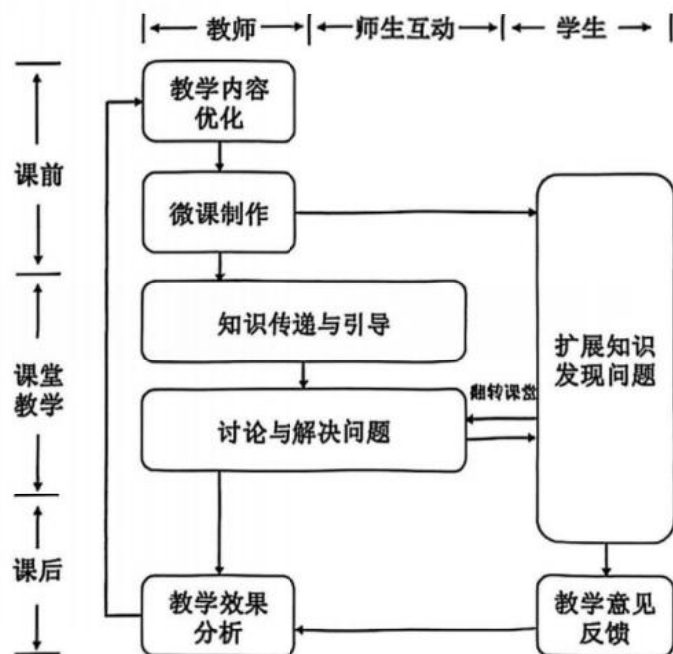 教师
师生互动
学生
教学内容
优化
课前
微课制作
知识传递与引导
扩展知识
发现问题
课堂
教学
翻转课堂
讨论与解决问题
课后
教学效果
分析
教学意见
反馈